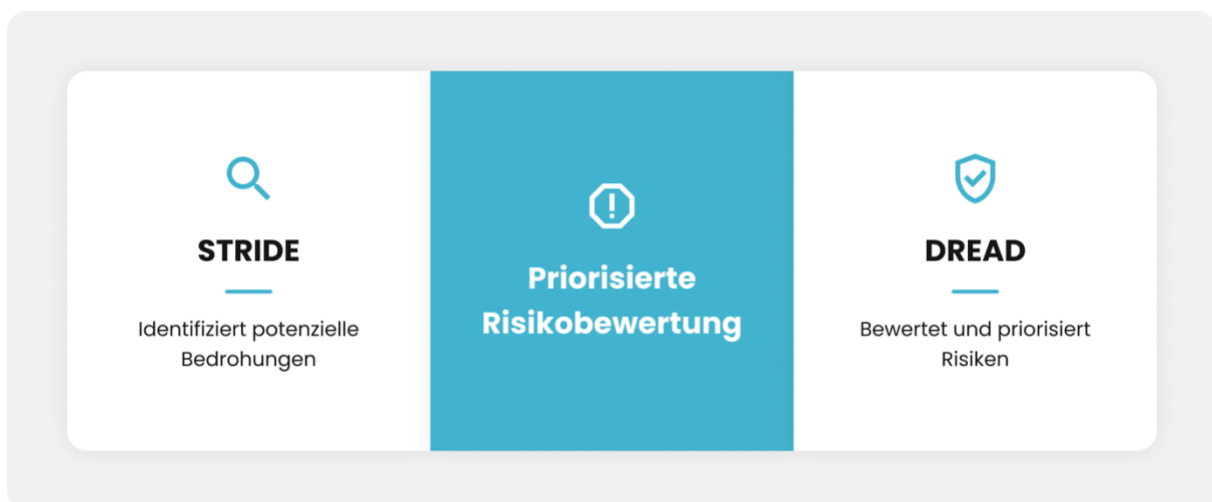 STRIDE
Identifiziert potenzielle
Bedrohungen
Priorisierte
Risikobewertung
DREAD
Bewertet und priorisiert
Risiken